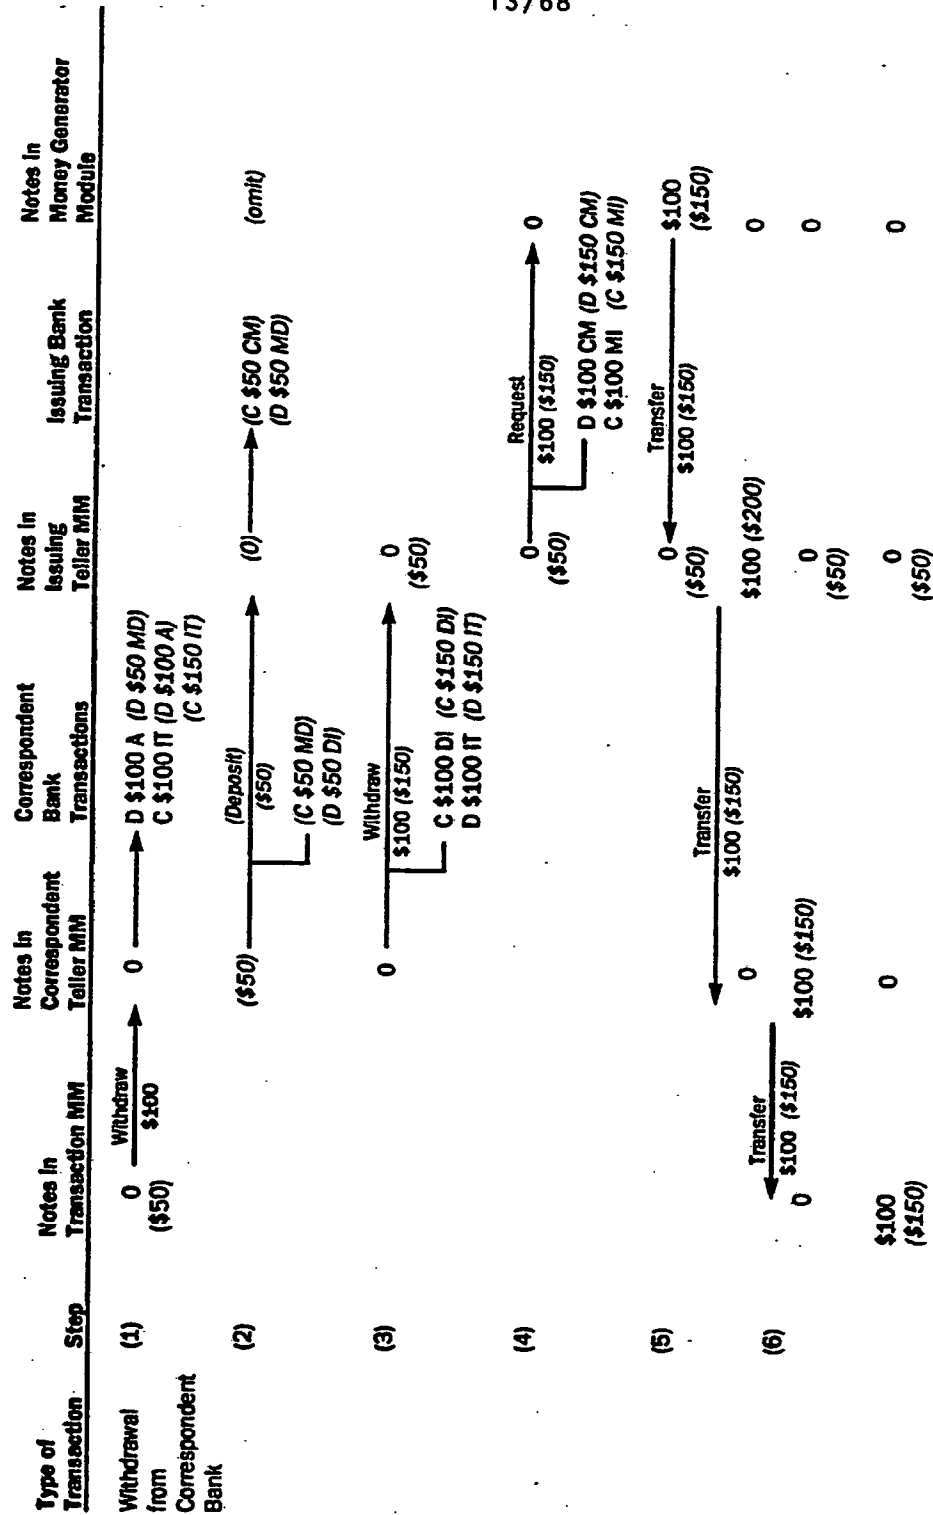 13/68
Type of
Transaction
Step
Notes in
Transaction MM
Notes in
Correspondent
Teller MM
Correspondent
Bank
Transactions
Notes in
Issuing
Teller MM
Issuing Bank
Transaction
Notes in
Money Generator
Module
Withdrawal
from
Correspondent
Bank
(1)
0
($50)
Withdraw
$100
0
D $100 A (D $50 MD)
C $100 IT (D $100 A)
(C $150 IT)
(2)
($50)
(Deposit)
($50)
(C $50 MD)
(D $50 DI)
(0)
(C $50 CM)
(D $50 MD)
(omit)
(3)
0
Withdraw
$100 ($150)
C $100 DI (C $150 DI)
D $100 IT (D $150 IT)
0
($50)
(4)
0
($50)
Request
$100 ($150)
D $100 CM (D $150 CM)
C $100 MI (C $150 MI)
0
(5)
0
($50)
Transfer
$100 ($150)
$100
($150)
Transfer
$100 ($150)
0
$100 ($200)
0
(6)
Transfer
$100 ($150)
0
$100 ($150)
0
($50)
0
$100
($150)
0
0
($50)
0